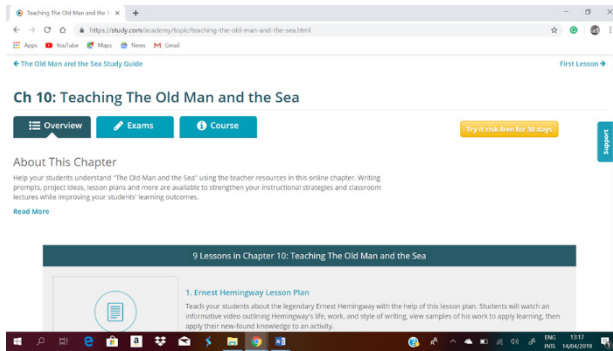 Teaching The Old Man and the
https://study.com/academy/topic/teaching-the-old-man-and-the-sea.html
Apps YouTube Maps News Gmail
The Old Man and the Sea Study Guide First Lesson
Ch 10: Teaching The Old Man and the Sea
Overview Exams Course Try it risk-free for 30 days
Support
About This Chapter
Help your students understand "The Old Man and the Sea" using the teacher resources in this online chapter. Writing
prompts, project ideas, lesson plans and more are available to strengthen your instructional strategies and classroom
lectures while improving your students' learning outcomes.
Read More
9 Lessons in Chapter 10: Teaching The Old Man and the Sea
1. Ernest Hemingway Lesson Plan
Teach your students about the legendary Ernest Hemingway with the help of this lesson plan. Students will watch an
informative video outlining Hemingway's life, work, and style of writing, view samples of his work to apply learning, then
apply their new-found knowledge to an activity.
ENG 13:17
INTL 14/04/2019